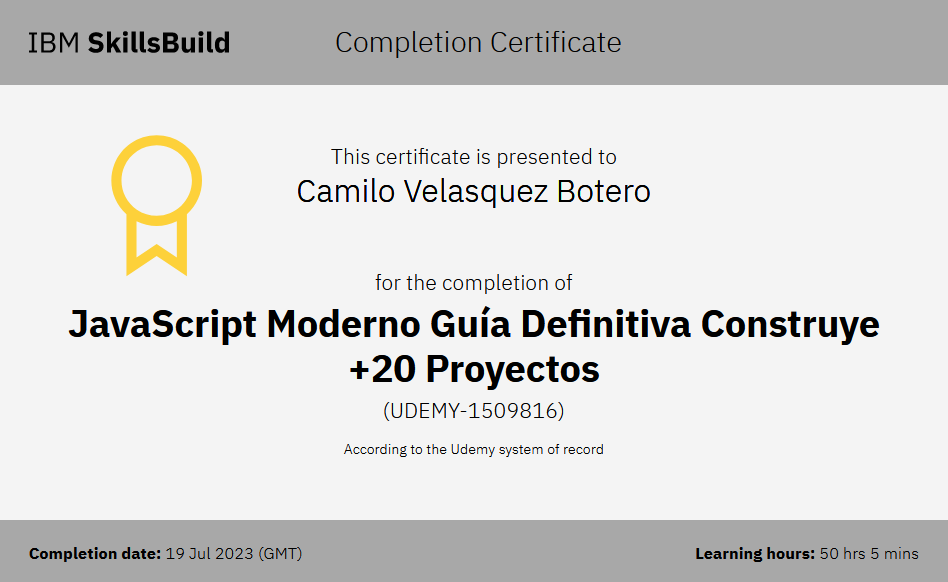 IBM SkillsBuild
Completion Certificate
This certificate is presented to
Camilo Velasquez Botero
for the completion of
JavaScript Moderno Guía Definitiva Construye
+20 Proyectos
(UDEMY-1509816)
According to the Udemy system of record
Completion date: 19 Jul 2023 (GMT)
Learning hours: 50 hrs 5 mins